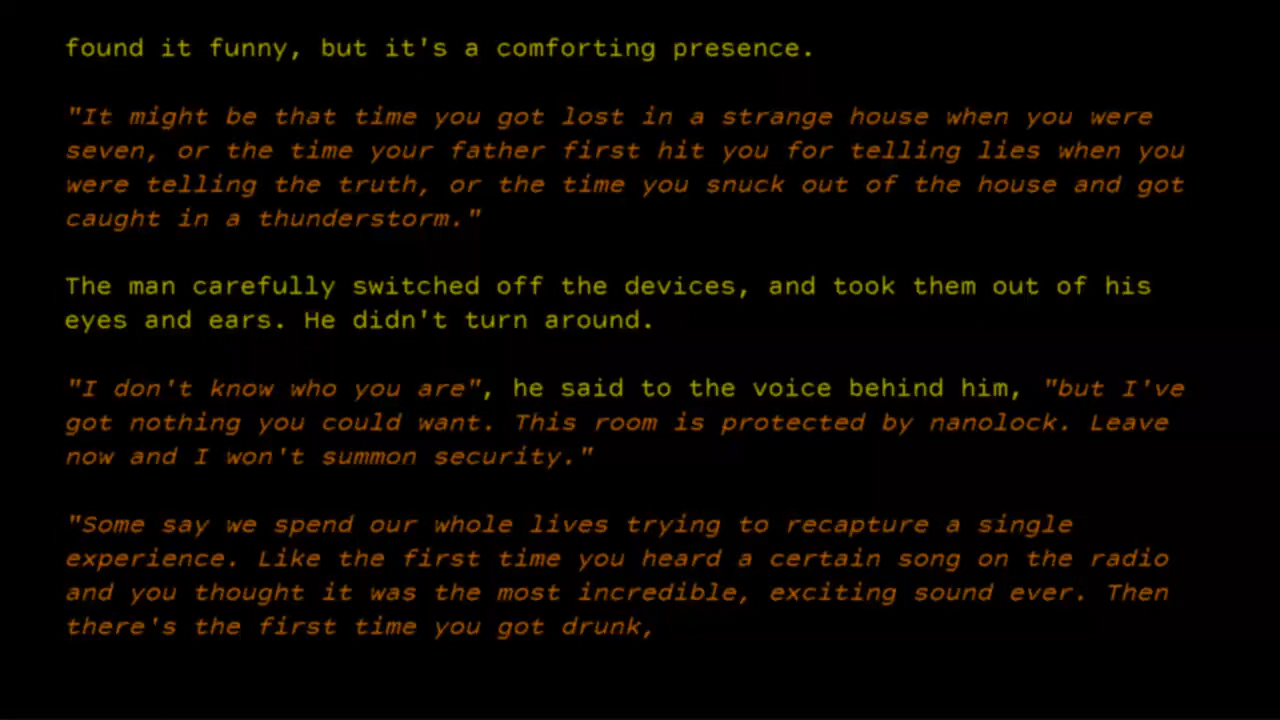 found it funny, but it's a comforting presence.
"It might be that time you got lost in a strange house when you were
seven, or the time your father first hit you for telling lies when you
were telling the truth, or the time you snuck out of the house and got
caught in a thunderstorm."
The man carefully switched off the devices, and took them out of his
eyes and ears. He didn't turn around.
"I don't know who you are", he said to the voice behind him, "but I've
got nothing you could want. This room is protected by nanolock. Leave
now and I won't summon security."
"Some say we spend our whole lives trying to recapture a single
experience. Like the first time you heard a certain song on the radio
and you thought it was the most incredible, exciting sound ever. Then
there's the first time you got drunk,